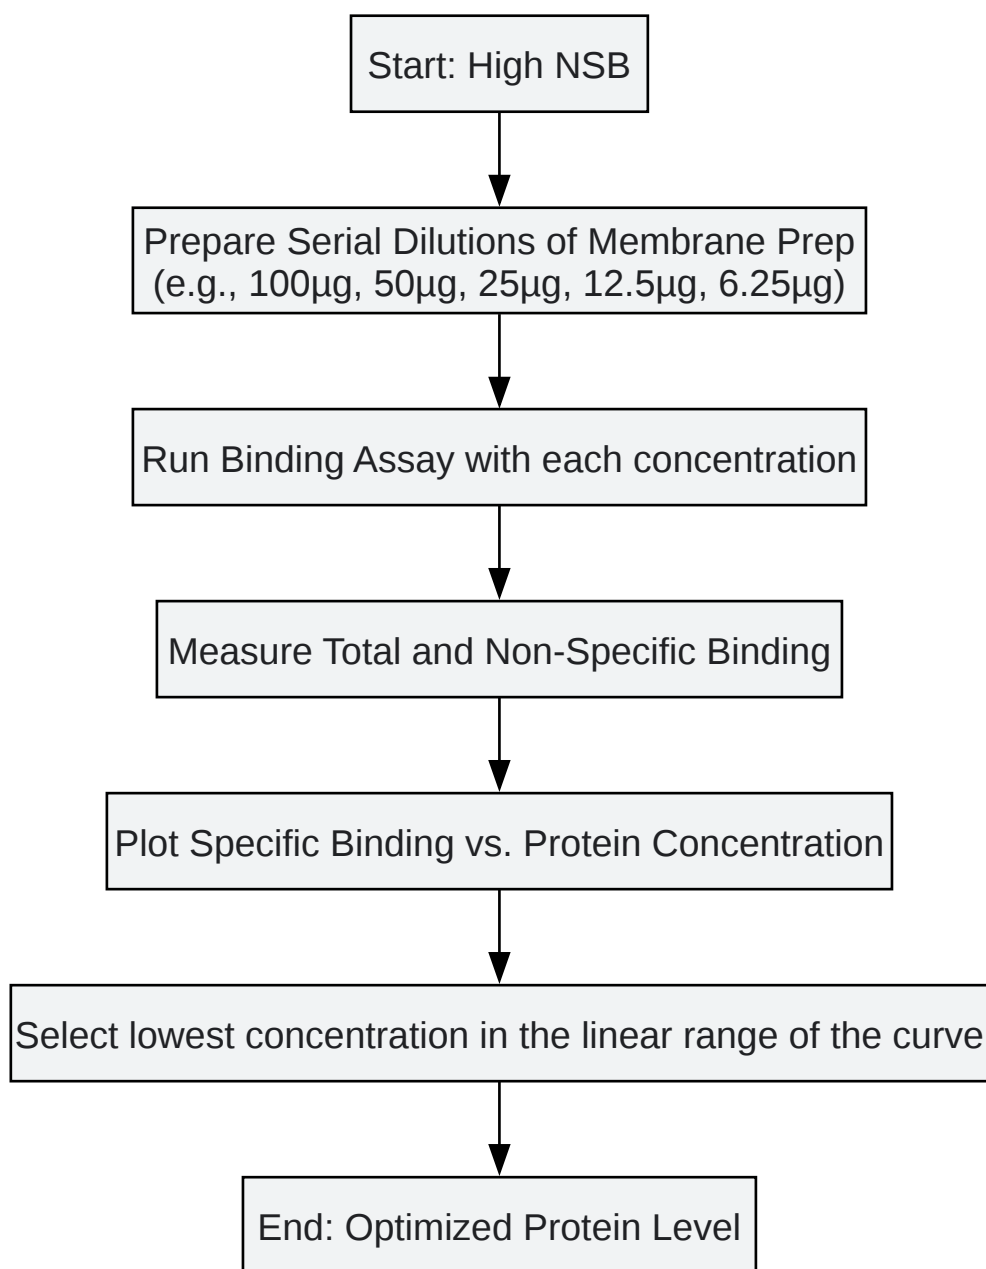 Start: High NSB
Prepare Serial Dilutions of Membrane Prep
(e.g., 100µg, 50µg, 25µg, 12.5µg, 6.25µg)
Run Binding Assay with each concentration
Measure Total and Non-Specific Binding
Plot Specific Binding vs. Protein Concentration
Select lowest concentration in the linear range of the curve
End: Optimized Protein Level